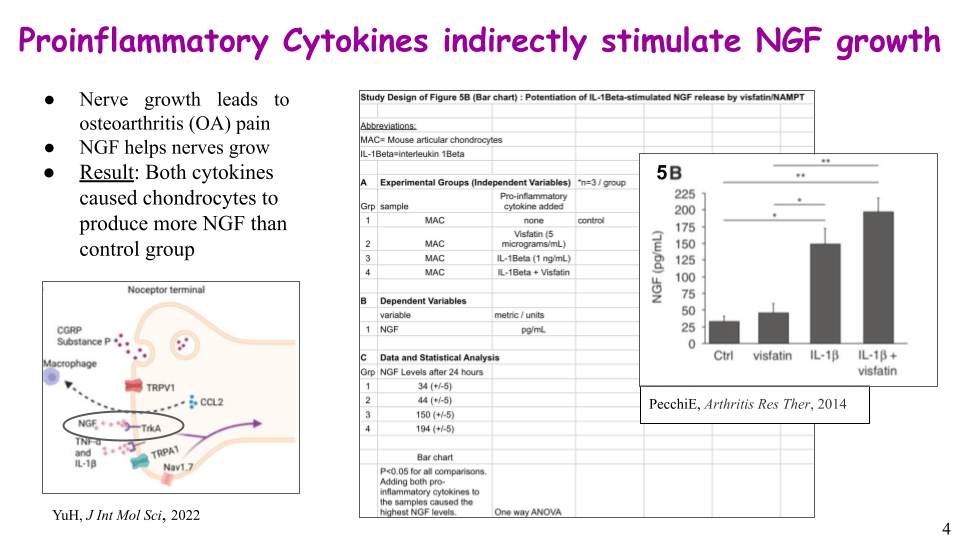 Proinflammatory Cytokines indirectly stimulate NGF growth
● Nerve growth leads to
osteoarthritis (OA) pain
● NGF helps nerves grow
● Result: Both cytokines
caused chondrocytes to
produce more NGF than
control group
Noceptor terminal
CGRP
Substance P
Macrophage
TRPV1
CCL2
NGF
TrkA
TNF-α
and
IL-1β
TRPA1
Nav1.7
YuH, J Int Mol Sci, 2022
Study Design of Figure 5B (Bar chart) : Potentiation of IL-1Beta-stimulated NGF release by visfatin/NAMPT
Abbreviations:
MAC= Mouse articular chondrocytes
IL-1Beta=interleukin 1Beta
A Experimental Groups (Independent Variables) *n=3 / group
Grp sample Pro-inflammatory cytokine added
1 MAC none control
2 MAC Visfatin (5 micrograms/mL)
3 MAC IL-1Beta (1 ng/mL)
4 MAC IL-1Beta + Visfatin
B Dependent Variables
variable metric / units
1 NGF pg/mL
C Data and Statistical Analysis
Grp NGF Levels after 24 hours
1 34 (+/-5)
2 44 (+/-5)
3 150 (+/-5)
4 194 (+/-5)
Bar chart
P<0.05 for all comparisons.
Adding both pro-
inflammatory cytokines to
the samples caused the
highest NGF levels. One way ANOVA
5B
**
**
*
*
NGF (pg/mL)
225
200
175
150
125
100
75
50
25
0
Ctrl visfatin IL-1β IL-1β +
visfatin
PecchiE, Arthritis Res Ther, 2014
4